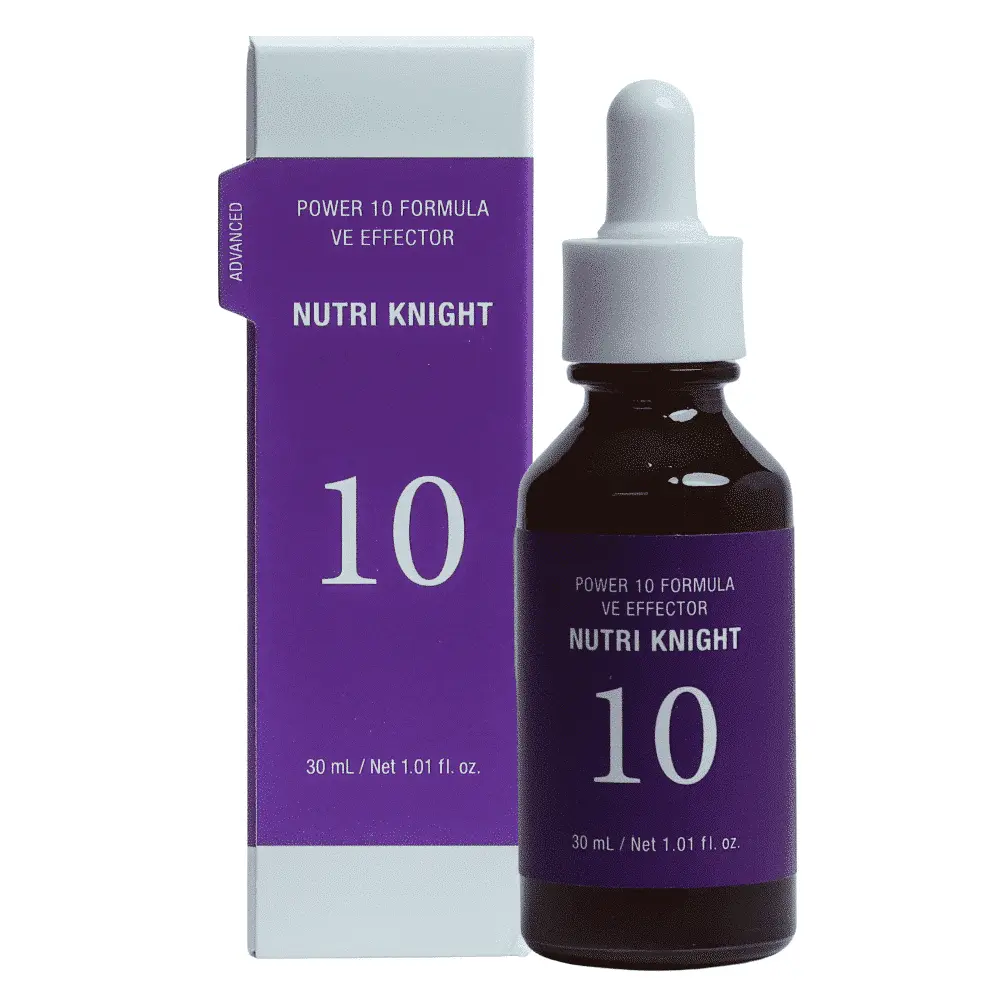 ADVANCED
POWER 10 FORMULA
VE EFFECTOR
NUTRI KNIGHT
10
30 mL / Net 1.01 fl. oz.
POWER 10 FORMULA
VE EFFECTOR
NUTRI KNIGHT
10
30 mL / Net 1.01 fl. oz.